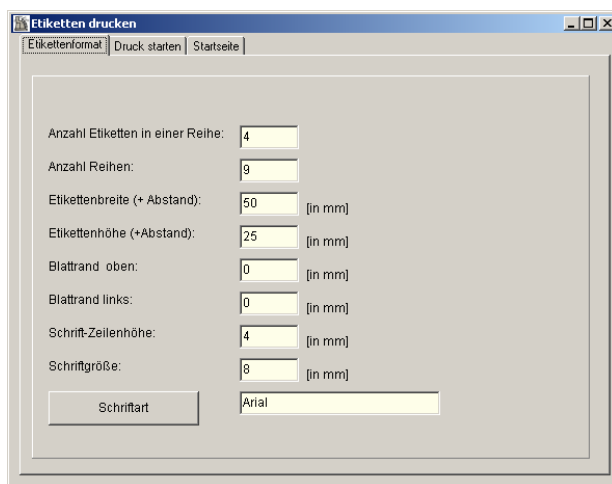 Etiketten drucken
Etikettenformat Druck starten Startseite
Anzahl Etiketten in einer Reihe: 4
Anzahl Reihen: 9
Etikettenbreite (+ Abstand): 50 [in mm]
Etikettenhöhe (+Abstand): 25 [in mm]
Blattrand oben: 0 [in mm]
Blattrand links: 0 [in mm]
Schrift-Zeilenhöhe: 4 [in mm]
Schriftgröße: 8 [in mm]
Schriftart Arial